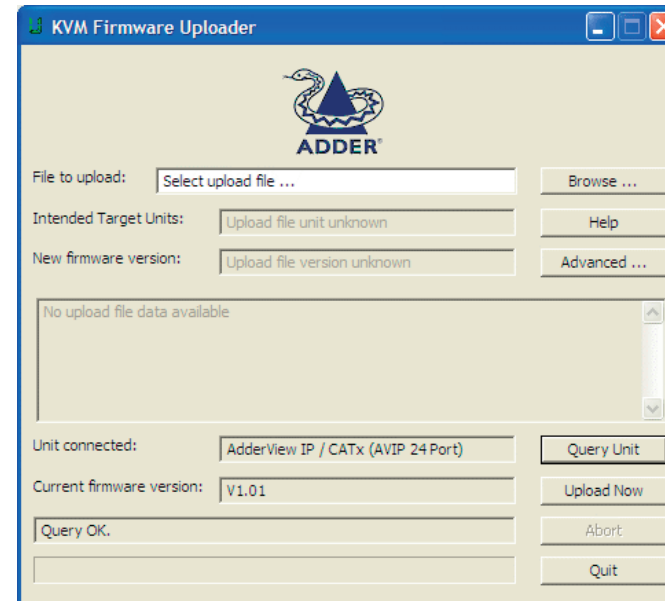 KVM Firmware Uploader
ADDER®
File to upload:
Select upload file ...
Browse ...
Intended Target Units:
Upload file unit unknown
Help
New firmware version:
Upload file version unknown
Advanced ...
No upload file data available
Unit connected:
AdderView IP / CATx (AVIP 24 Port)
Query Unit
Current firmware version:
V1.01
Upload Now
Query OK.
Abort
Quit